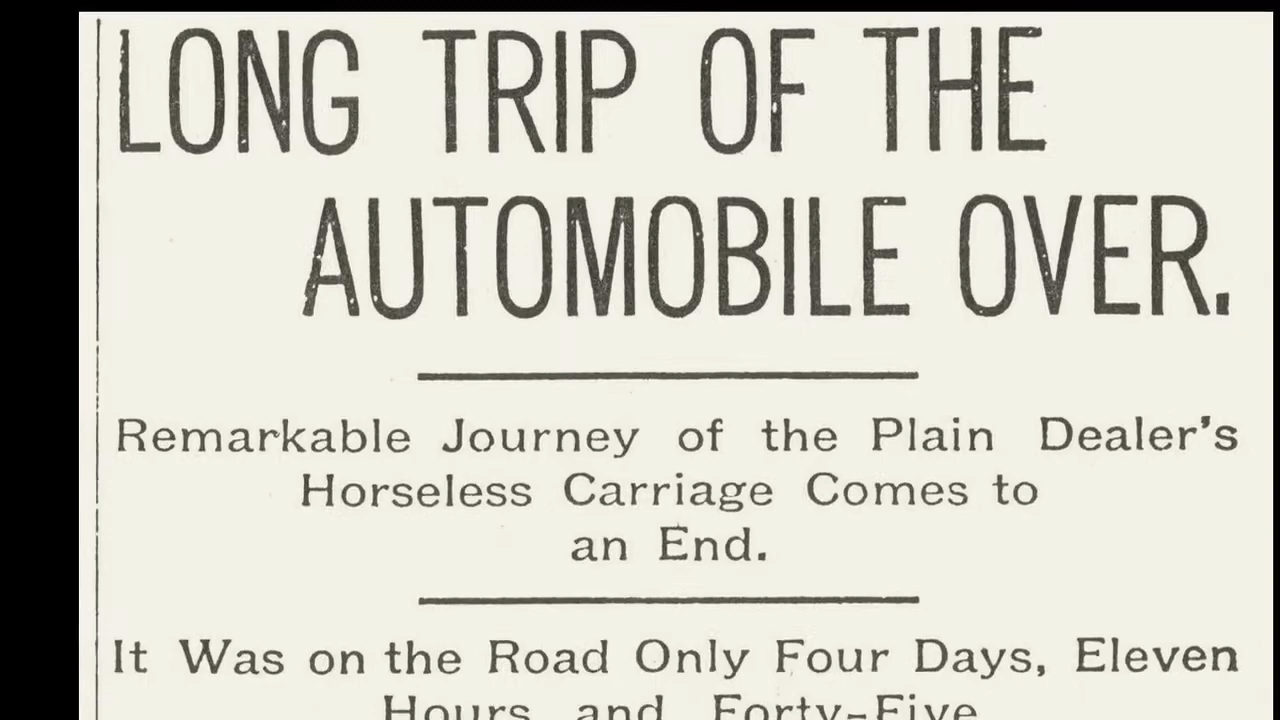 LONG TRIP OF THE
AUTOMOBILE OVER.
Remarkable Journey of the Plain Dealer's
Horseless Carriage Comes to
an End.
It Was on the Road Only Four Days, Eleven
Hours and Forty-Five